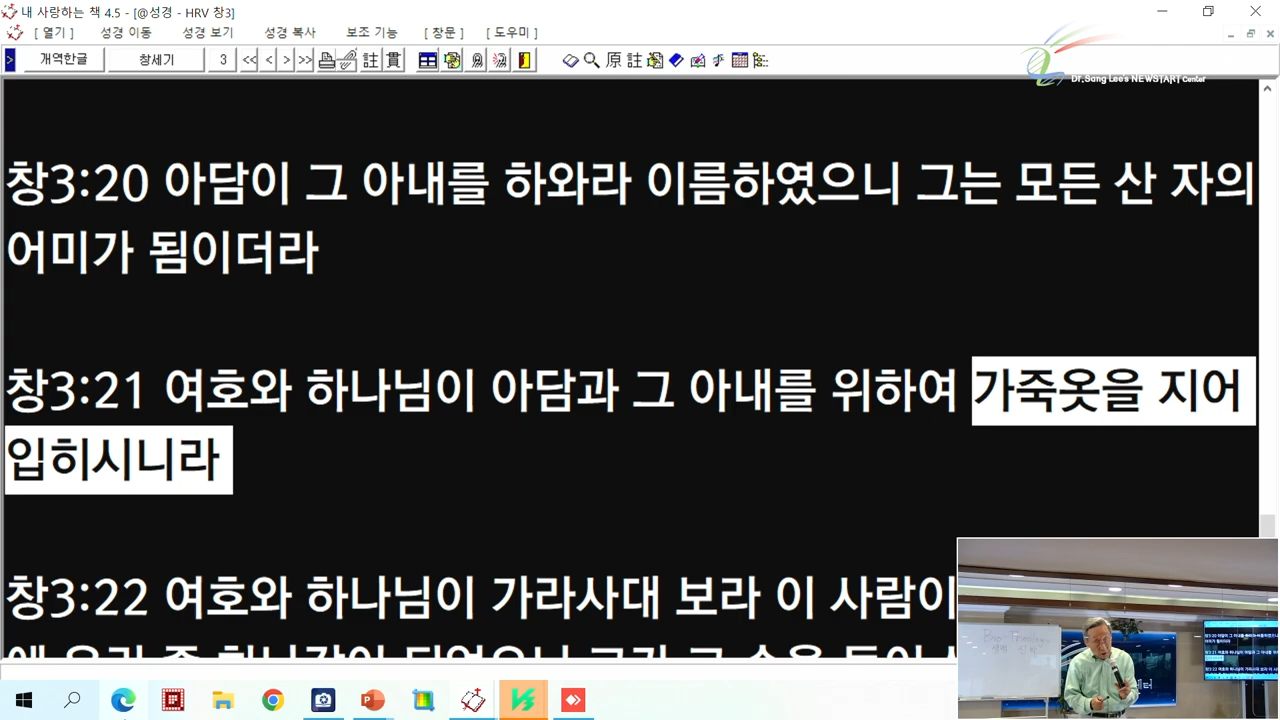 내 사랑하는 책 4.5 - [@성경 - HRV 창3]
[ 열기 ] 성경 이동 성경 보기 성경 복사 보조 기능 [ 창문 ] [ 도우미 ]
> 개역한글 창세기 3 << < > >> 註 貫 原 註
Dr.Sang Lee's NEWSTART Center
창3:20 아담이 그 아내를 하와라 이름하였으니 그는 모든 산 자의
어미가 됨이더라
창3:21 여호와 하나님이 아담과 그 아내를 위하여 가죽옷을 지어
입히시니라
창3:22 여호와 하나님이 가라사대 보라 이 사람이